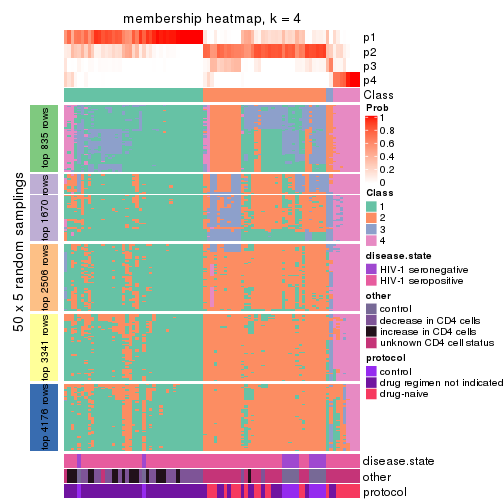 membership heatmap, k = 4
p1
p2
p3
p4
Class
50 x 5 random samplings
top 835 rows
top 1670 rows
top 2506 rows
top 3341 rows
top 4176 rows
Prob
1
0.8
0.6
0.4
0.2
0
Class
1
2
3
4
disease.state
HIV-1 seronegative
HIV-1 seropositive
other
control
decrease in CD4 cells
increase in CD4 cells
unknown CD4 cell status
protocol
control
drug regimen not indicated
drug-naive
disease.state
other
protocol